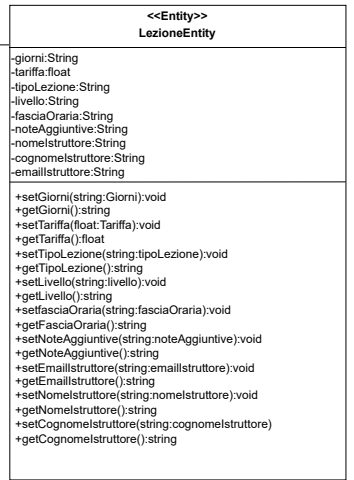 <<Entity>>
LezioneEntity
-giorni:String
-tariffa:float
-tipoLezione:String
-livello:String
-fasciaOraria:String
-noteAggiuntive:String
-nomeIstruttore:String
-cognomeIstruttore:String
-emailIstruttore:String
+setGiorni(string:Giorni):void
+getGiorni():string
+setTariffa(float:Tariffa):void
+getTariffa():float
+setTipoLezione(string:tipoLezione):void
+getTipoLezione():string
+setLivello(string:livello):void
+getLivello():string
+setfasciaOraria(string:fasciaOraria):void
+getFasciaOraria():string
+setNoteAggiuntive(string:noteAggiuntive):void
+getNoteAggiuntive():string
+setEmailIstruttore(string:emailIstruttore):void
+getEmailIstruttore():string
+setNomeIstruttore(string:nomeIstruttore):void
+getNomeIstruttore():string
+setCognomeIstruttore(string:cognomeIstruttore)
+getCognomeIstruttore():string